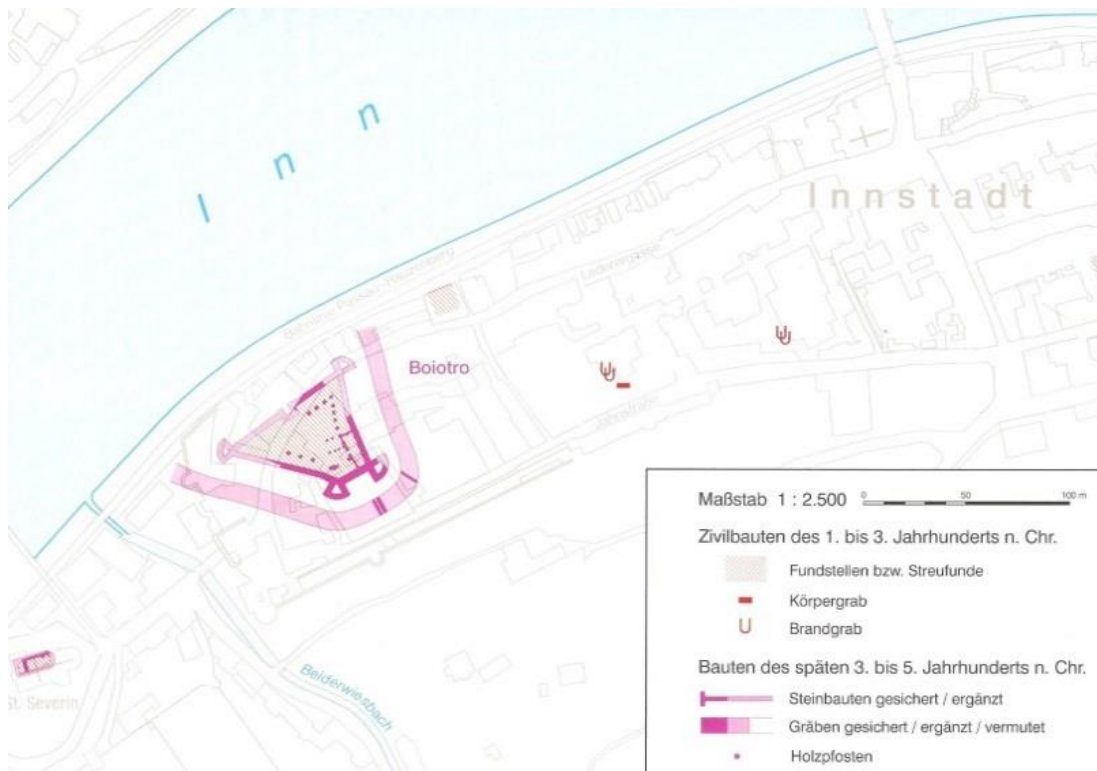 Inn
Innstadt
Lederergasse
Boiotro
Jahnstraße
Beiderwiesbach
St. Severin
Maßstab 1 : 2.500 0 50 100 m
Zivilbauten des 1. bis 3. Jahrhunderts n. Chr.
Fundstellen bzw. Streufunde
Körpergrab
Brandgrab
Bauten des späten 3. bis 5. Jahrhunderts n. Chr.
Steinbauten gesichert / ergänzt
Gräben gesichert / ergänzt / vermutet
Holzpfosten